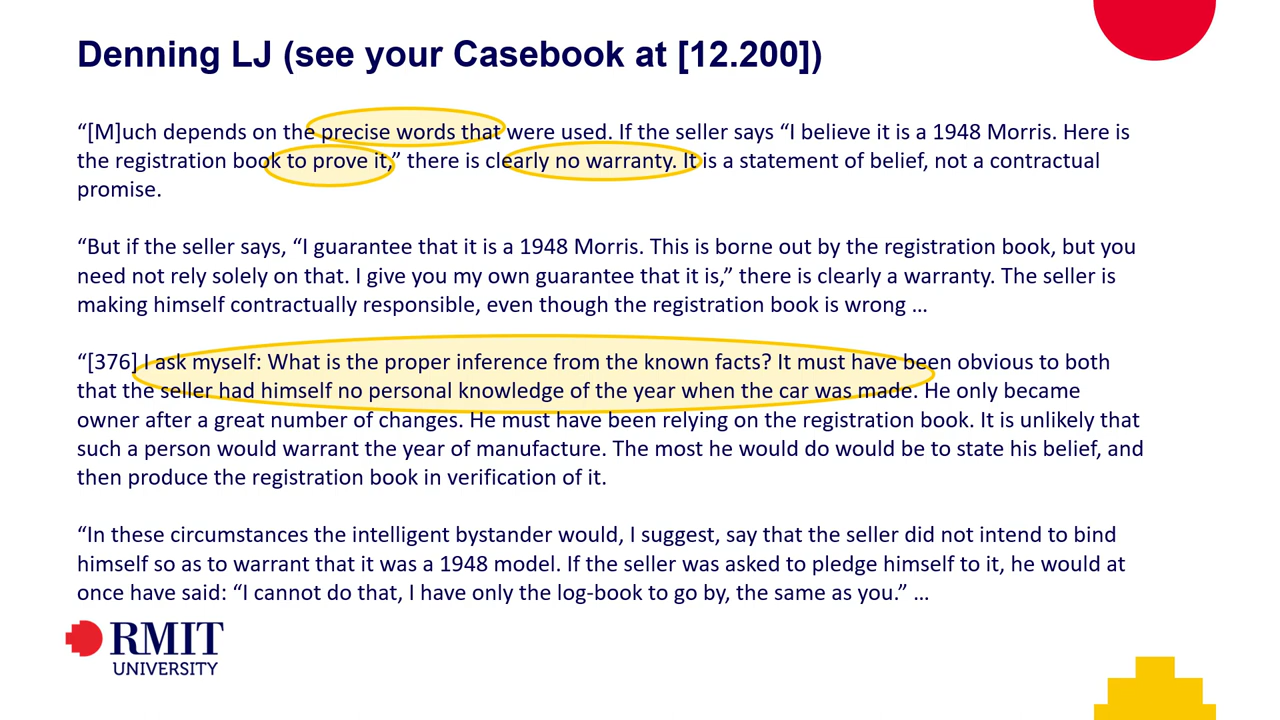 Denning LJ (see your Casebook at [12.200])
“[M]uch depends on the precise words that were used. If the seller says “I believe it is a 1948 Morris. Here is
the registration book to prove it,” there is clearly no warranty. It is a statement of belief, not a contractual
promise.
“But if the seller says, “I guarantee that it is a 1948 Morris. This is borne out by the registration book, but you
need not rely solely on that. I give you my own guarantee that it is,” there is clearly a warranty. The seller is
making himself contractually responsible, even though the registration book is wrong …
“[376] I ask myself: What is the proper inference from the known facts? It must have been obvious to both
that the seller had himself no personal knowledge of the year when the car was made. He only became
owner after a great number of changes. He must have been relying on the registration book. It is unlikely that
such a person would warrant the year of manufacture. The most he would do would be to state his belief, and
then produce the registration book in verification of it.
“In these circumstances the intelligent bystander would, I suggest, say that the seller did not intend to bind
himself so as to warrant that it was a 1948 model. If the seller was asked to pledge himself to it, he would at
once have said: “I cannot do that, I have only the log-book to go by, the same as you.” …
RMIT
UNIVERSITY